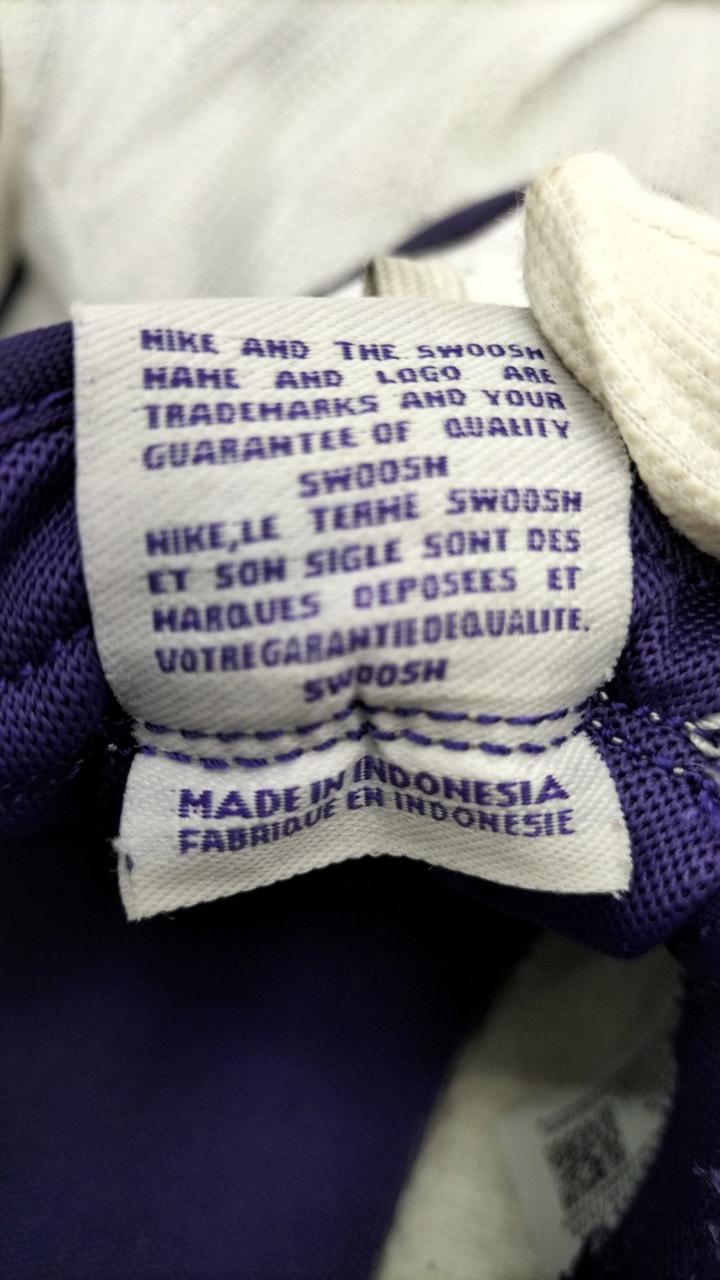 NIKE AND THE SWOOSH
NAME AND LOGO ARE
TRADEMARKS AND YOUR
GUARANTEE OF QUALITY
SWOOSH
NIKE,LE TERME SWOOSH
ET SON SIGLE SONT DES
MARQUES DEPOSEES ET
VOTREGARANTIEDEQUALITE.
SWOOSH
MADE IN INDONESIA
FABRIQUE EN INDONESIE